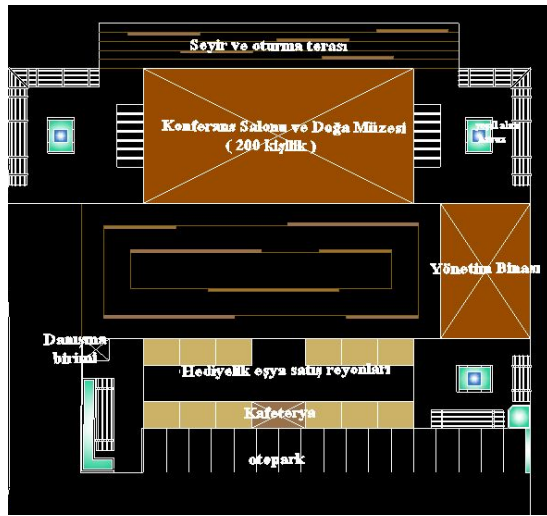 Seyir ve oturma terası
Konferans Salonu ve Doğa Müzesi
( 200 Kişilik )
Yönetim Binası
Danışma
birimi
Hediyelik eşya satış reyonları
Kafeterya
otopark